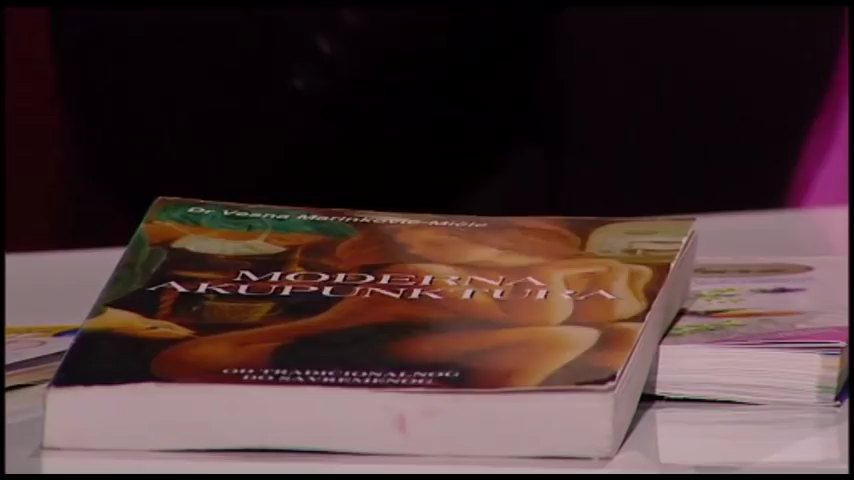 Dr Vesna Marinković-Mićić
MODERNA
AKUPUNKTURA
OD TRADICIONALNOG
DO SAVREMENOG